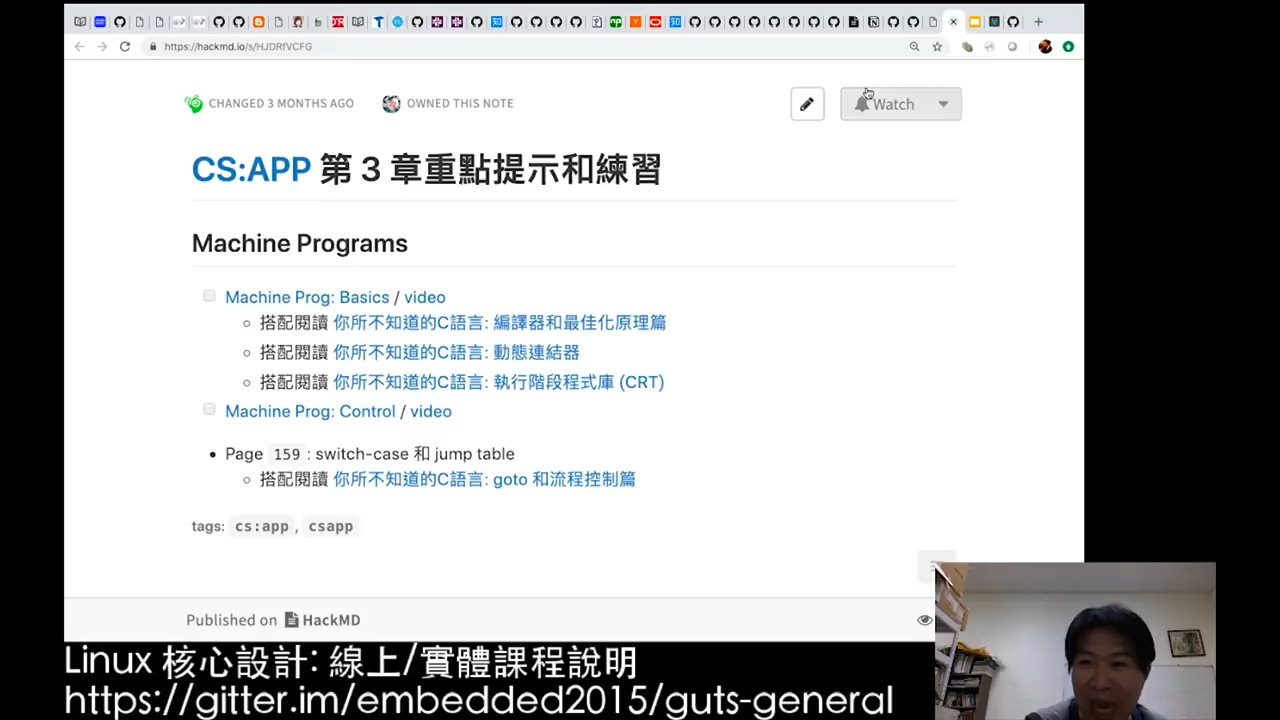 https://hackmd.io/s/HJDRfVCFG
CHANGED 3 MONTHS AGO
OWNED THIS NOTE
Watch
CS:APP 第 3 章重點提示和練習
Machine Programs
Machine Prog: Basics / video
搭配閱讀 你所不知道的C語言: 編譯器和最佳化原理篇
搭配閱讀 你所不知道的C語言: 動態連結器
搭配閱讀 你所不知道的C語言: 執行階段程式庫 (CRT)
Machine Prog: Control / video
Page 159 : switch-case 和 jump table
搭配閱讀 你所不知道的C語言: goto 和流程控制篇
tags: cs:app , csapp
Published on HackMD
Linux 核心設計: 線上/實體課程說明
https://gitter.im/embedded2015/guts-general